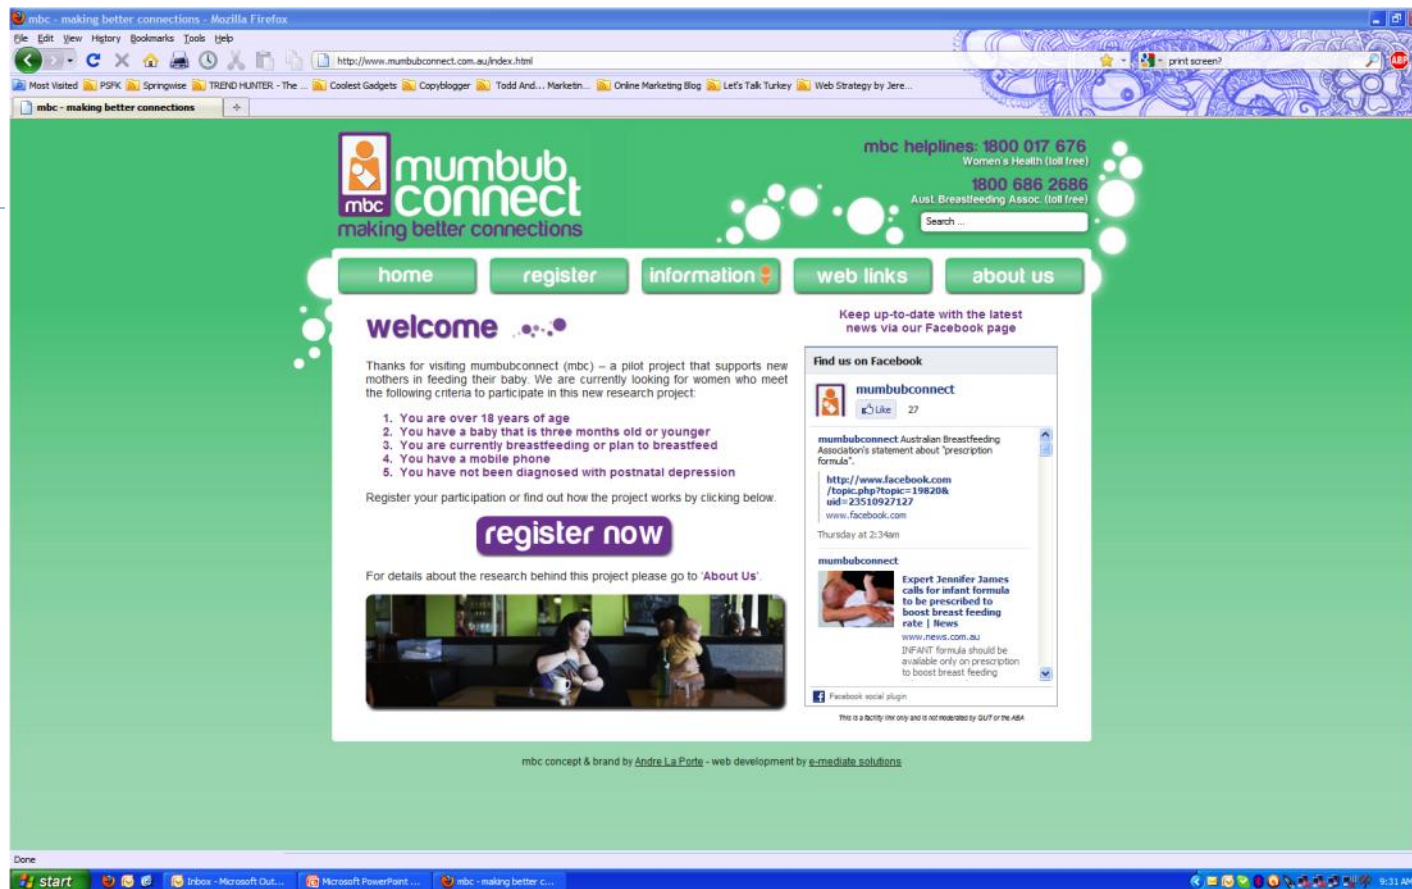 mbc - making better connections - Mozilla Firefox
File Edit View History Bookmarks Tools Help
http://www.mumbubconnect.com.au/index.html
print screen?
ABP
Most Visited PSFK Springwise TREND HUNTER - The ... Coolest Gadgets Copyblogger Todd And... Marketin... Online Marketing Blog Let's Talk Turkey Web Strategy by Jere...
mbc - making better connections
mbc
mumbub
connect
making better connections
mbc helplines: 1800 017 676
Women's Health (toll free)
1800 686 2686
Aust. Breastfeeding Assoc. (toll free)
Search ...
home register information web links about us
welcome
Thanks for visiting mumbubconnect (mbc) – a pilot project that supports new
mothers in feeding their baby. We are currently looking for women who meet
the following criteria to participate in this new research project:
1. You are over 18 years of age
2. You have a baby that is three months old or younger
3. You are currently breastfeeding or plan to breastfeed
4. You have a mobile phone
5. You have not been diagnosed with postnatal depression
Register your participation or find out how the project works by clicking below.
register now
For details about the research behind this project please go to 'About Us'.
Keep up-to-date with the latest
news via our Facebook page
Find us on Facebook
mumbubconnect
Like 27
mumbubconnect Australian Breastfeeding
Association's statement about "prescription
formula".
http://www.facebook.com
/topic.php?topic=19820&
uid=23510927127
www.facebook.com
Thursday at 2:34am
mumbubconnect
Expert Jennifer James
calls for infant formula
to be prescribed to
boost breast feeding
rate | News
www.news.com.au
INFANT formula should be
available only on prescription
to boost breast feeding
Facebook social plugin
This is a facility link only and is not moderated by QUT or the ABA
mbc concept & brand by Andre La Porte - web development by e-mediate solutions
Done
start Inbox - Microsoft Out... Microsoft PowerPoint ... mbc - making better c... 9:31 AM